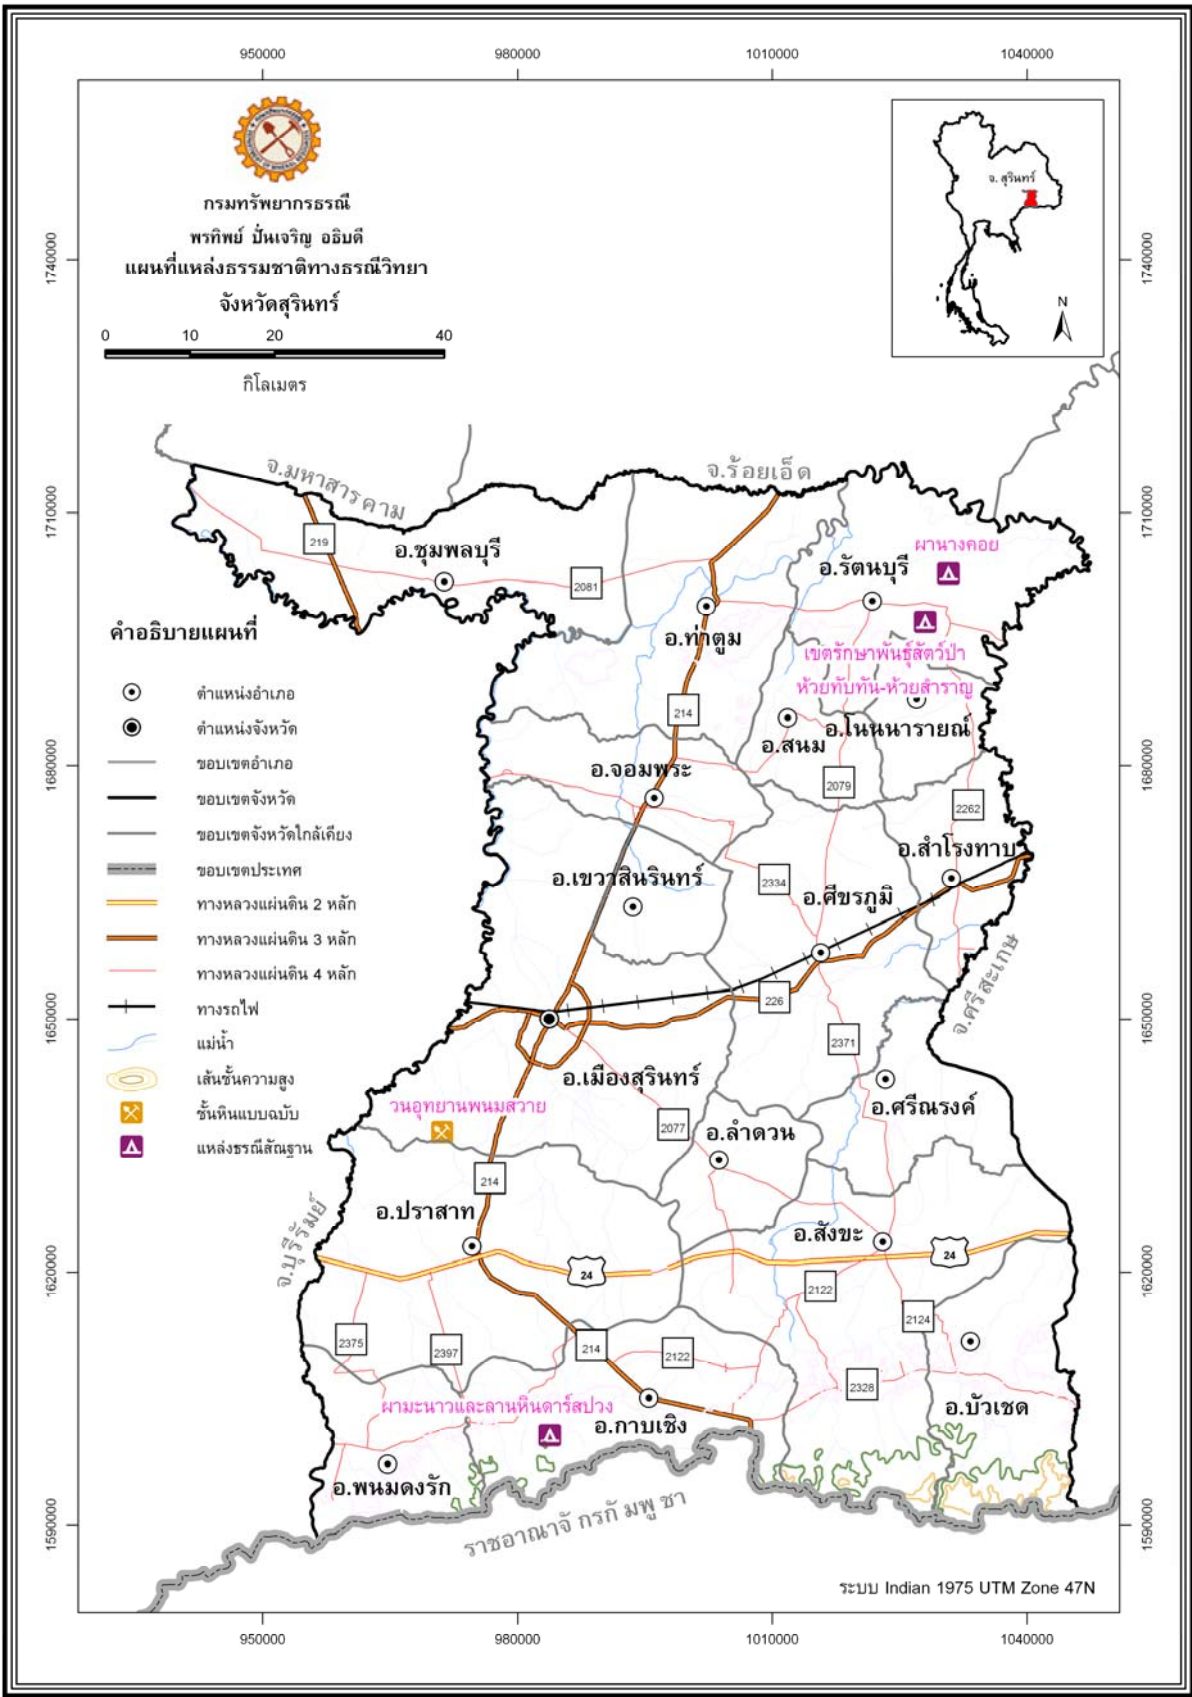 950000 980000 1010000 1040000
กรมทรัพยากรธรณี
พรทิพย์ ปั่นเจริญ อธิบดี
แผนที่แหล่งธรรมชาติทางธรณีวิทยา
จังหวัดสุรินทร์
0 10 20 40
กิโลเมตร
จ. สุรินทร์
N
1740000 1740000
จ.มหาสารคาม
จ.ร้อยเอ็ด
1710000 1710000
219
อ.ชุมพลบุรี
2081
ผานางคอย
อ.รัตนบุรี
อ.ท่าตูม
เขตรักษาพันธุ์สัตว์ป่า
ห้วยทับทัน-ห้วยสำราญ
214
อ.สนม
อ.โนนนารายณ์
คำอธิบายแผนที่
ตำแหน่งอำเภอ
ตำแหน่งจังหวัด
ขอบเขตอำเภอ
ขอบเขตจังหวัด
ขอบเขตจังหวัดใกล้เคียง
ขอบเขตประเทศ
ทางหลวงแผ่นดิน 2 หลัก
ทางหลวงแผ่นดิน 3 หลัก
ทางหลวงแผ่นดิน 4 หลัก
ทางรถไฟ
แม่น้ำ
เส้นชั้นความสูง
ชั้นหินแบบฉบับ
แหล่งธรณีสัณฐาน
1680000 1680000
อ.จอมพระ
2079
2262
อ.สำโรงทาบ
อ.เขวาสินรินทร์
2334
อ.ศีขรภูมิ
จ.ศรีสะเกษ
226
1650000 1650000
2371
อ.เมืองสุรินทร์
อ.ศรีณรงค์
วนอุทยานพนมสวาย
2077
อ.ลำดวน
214
จ.บุรีรัมย์
อ.ปราสาท
อ.สังขะ
24
24
1620000 1620000
2122
2124
2375
2397
214
2122
2328
ผามะนาวและลานหินดาร์สปวง
อ.กาบเชิง
อ.บัวเชด
อ.พนมดงรัก
ราชอาณาจักรกัมพูชา
1590000 1590000
ระบบ Indian 1975 UTM Zone 47N
950000 980000 1010000 1040000